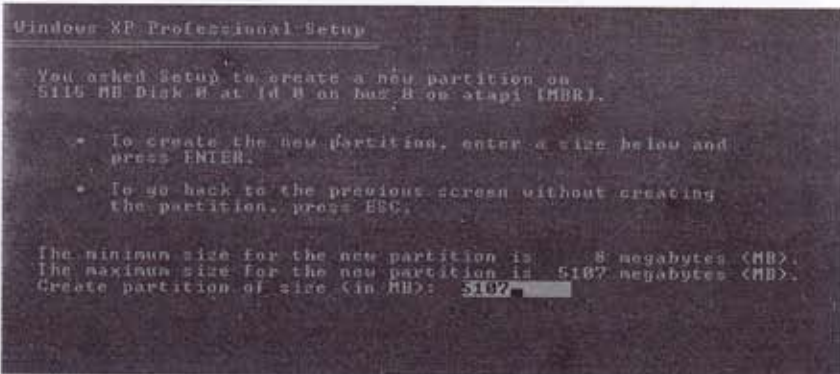 Windows XP Professional Setup
You asked Setup to create a new partition on
5115 MB Disk 0 at Id 0 on bus 0 on atapi [MBR].
• To create the new partition, enter a size below and
press ENTER.
• To go back to the previous screen without creating
the partition, press ESC.
The minimum size for the new partition is 8 megabytes (MB).
The maximum size for the new partition is 5107 megabytes (MB).
Create partition of size (in MB): 5107